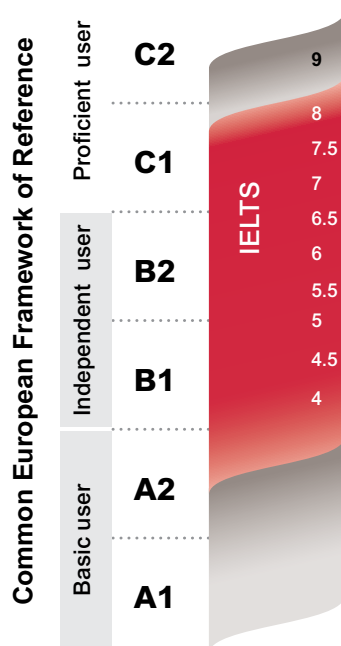 Common European Framework of Reference
Proficient user
Independent user
Basic user
C2
C1
B2
B1
A2
A1
IELTS
9
8
7.5
7
6.5
6
5.5
5
4.5
4